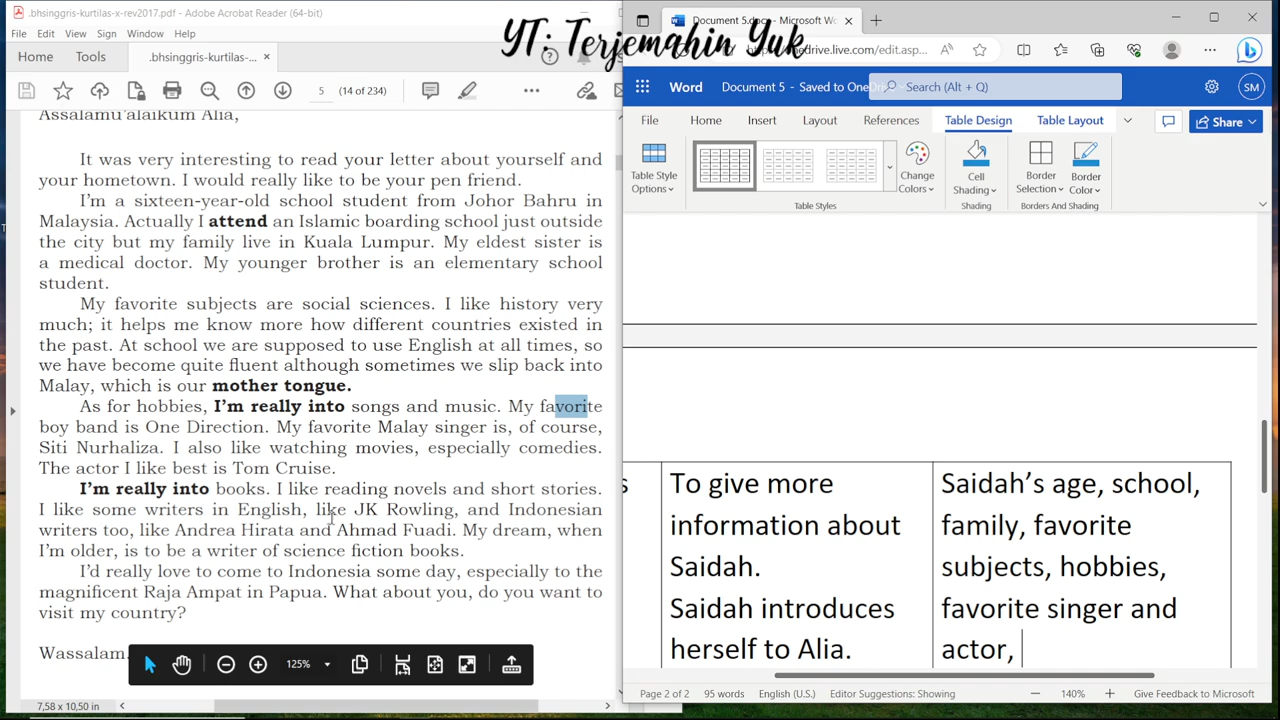 .bhsinggris-kurtilas-x-rev2017.pdf - Adobe Acrobat Reader (64-bit)
File Edit View Sign Window Help
Home Tools .bhsinggris-kurtilas-...
5 (14 of 234)
Assalamu'alaikum Alia,
It was very interesting to read your letter about yourself and
your hometown. I would really like to be your pen friend.
I'm a sixteen-year-old school student from Johor Bahru in
Malaysia. Actually I attend an Islamic boarding school just outside
the city but my family live in Kuala Lumpur. My eldest sister is
a medical doctor. My younger brother is an elementary school
student.
My favorite subjects are social sciences. I like history very
much; it helps me know more how different countries existed in
the past. At school we are supposed to use English at all times, so
we have become quite fluent although sometimes we slip back into
Malay, which is our mother tongue.
As for hobbies, I'm really into songs and music. My favorite
boy band is One Direction. My favorite Malay singer is, of course,
Siti Nurhaliza. I also like watching movies, especially comedies.
The actor I like best is Tom Cruise.
I'm really into books. I like reading novels and short stories.
I like some writers in English, like JK Rowling, and Indonesian
writers too, like Andrea Hirata and Ahmad Fuadi. My dream, when
I'm older, is to be a writer of science fiction books.
I'd really love to come to Indonesia some day, especially to the
magnificent Raja Ampat in Papua. What about you, do you want to
visit my country?
Wassalam,
125%
7,58 x 10,50 in
YT: Terjemahin Yuk
Document 5.docx - Microsoft Wo
onedrive.live.com/edit.asp...
Word Document 5 - Saved to OneDrive Search (Alt + Q) SM
File Home Insert Layout References Table Design Table Layout Share
Table Style Options
Change Colors
Cell Shading
Border Selection
Border Color
Table Styles Shading Borders And Shading
s
To give more
information about
Saidah.
Saidah introduces
herself to Alia.
Saidah's age, school,
family, favorite
subjects, hobbies,
favorite singer and
actor,
Page 2 of 2 95 words English (U.S.) Editor Suggestions: Showing 140% Give Feedback to Microsoft